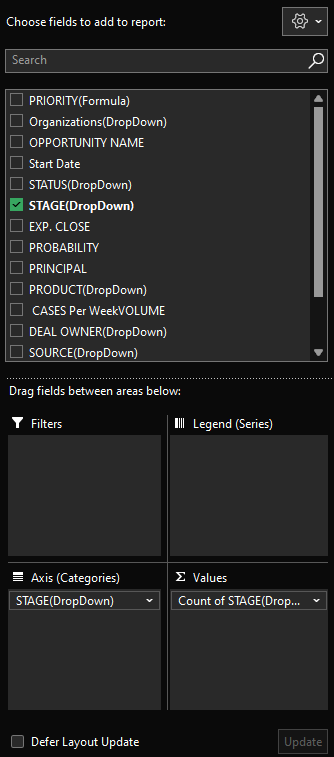 Choose fields to add to report:
Search
PRIORITY(Formula)
Organizations(DropDown)
OPPORTUNITY NAME
Start Date
STATUS(DropDown)
STAGE(DropDown)
EXP. CLOSE
PROBABILITY
PRINCIPAL
PRODUCT(DropDown)
CASES Per WeekVOLUME
DEAL OWNER(DropDown)
SOURCE(DropDown)
Drag fields between areas below:
Filters
Legend (Series)
Axis (Categories)
Σ Values
STAGE(DropDown)
Count of STAGE(Drop...
Defer Layout Update
Update